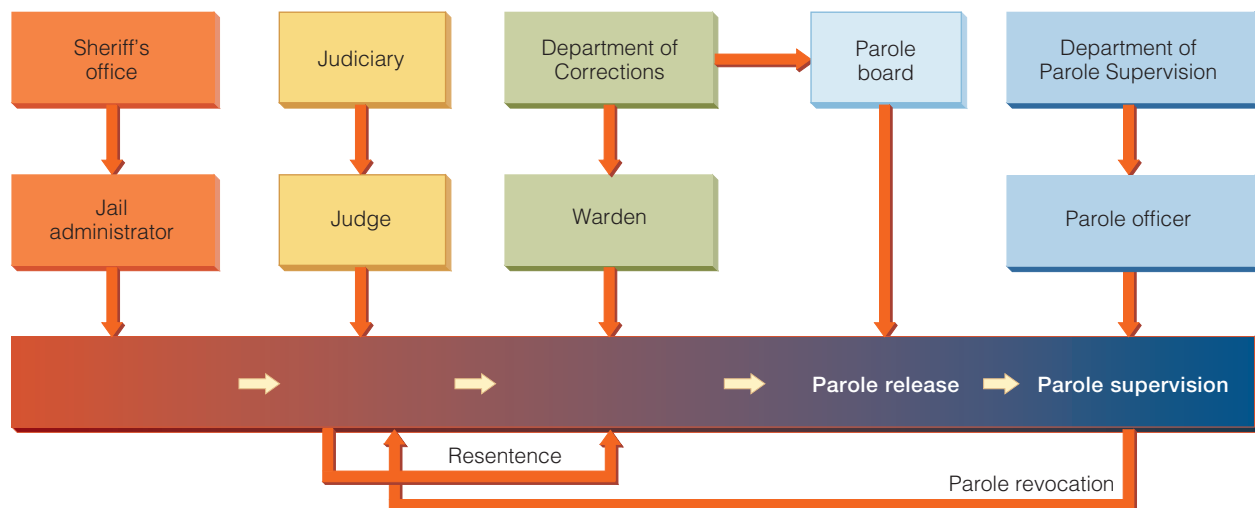 Sheriff's
office
Judiciary
Department of
Corrections
Parole
board
Department of
Parole Supervision
Jail
administrator
Judge
Warden
Parole officer
Parole release
Parole supervision
Resentence
Parole revocation